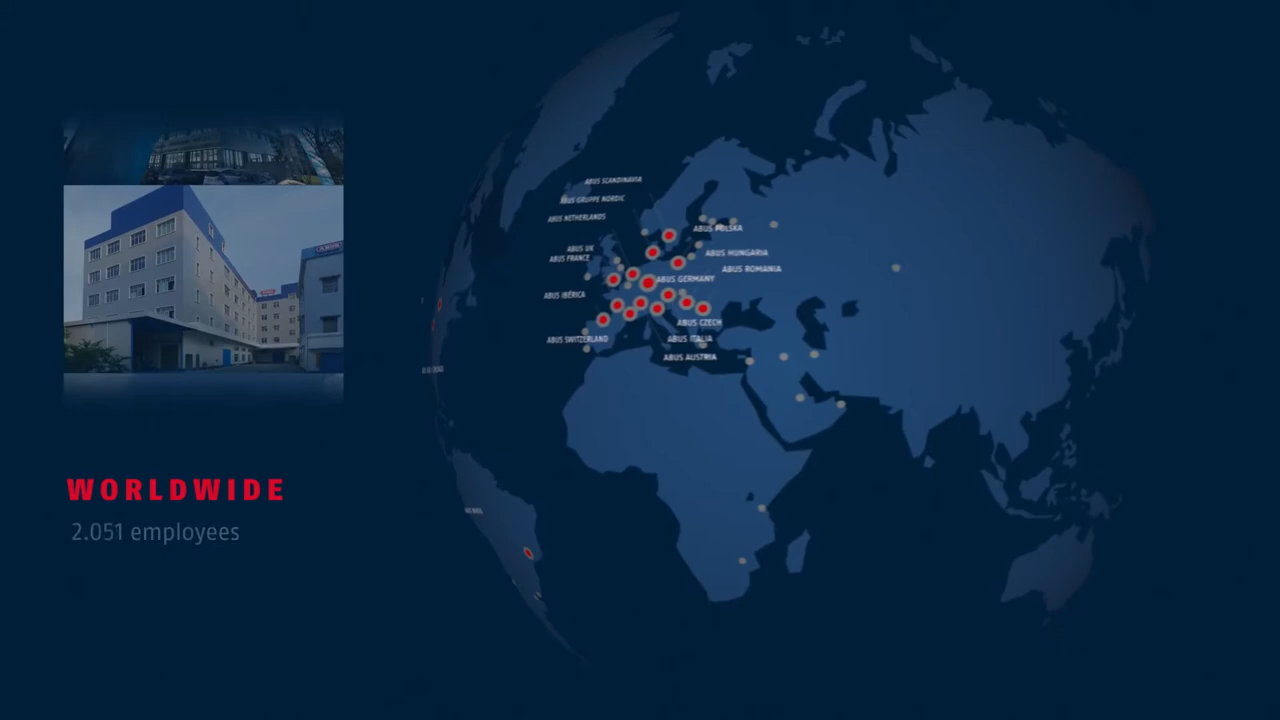 ABUS SCANDINAVIA
ABUS GRUPPE NORDIC
ABUS NETHERLANDS
ABUS POLSKA
ABUS UK
ABUS HUNGARIA
ABUS FRANCE
ABUS ROMANIA
ABUS GERMANY
ABUS IBÉRICA
ABUS CZECH
ABUS SWITZERLAND
ABUS ITALIA
ABUS AUSTRIA
WORLDWIDE
2.051 employees